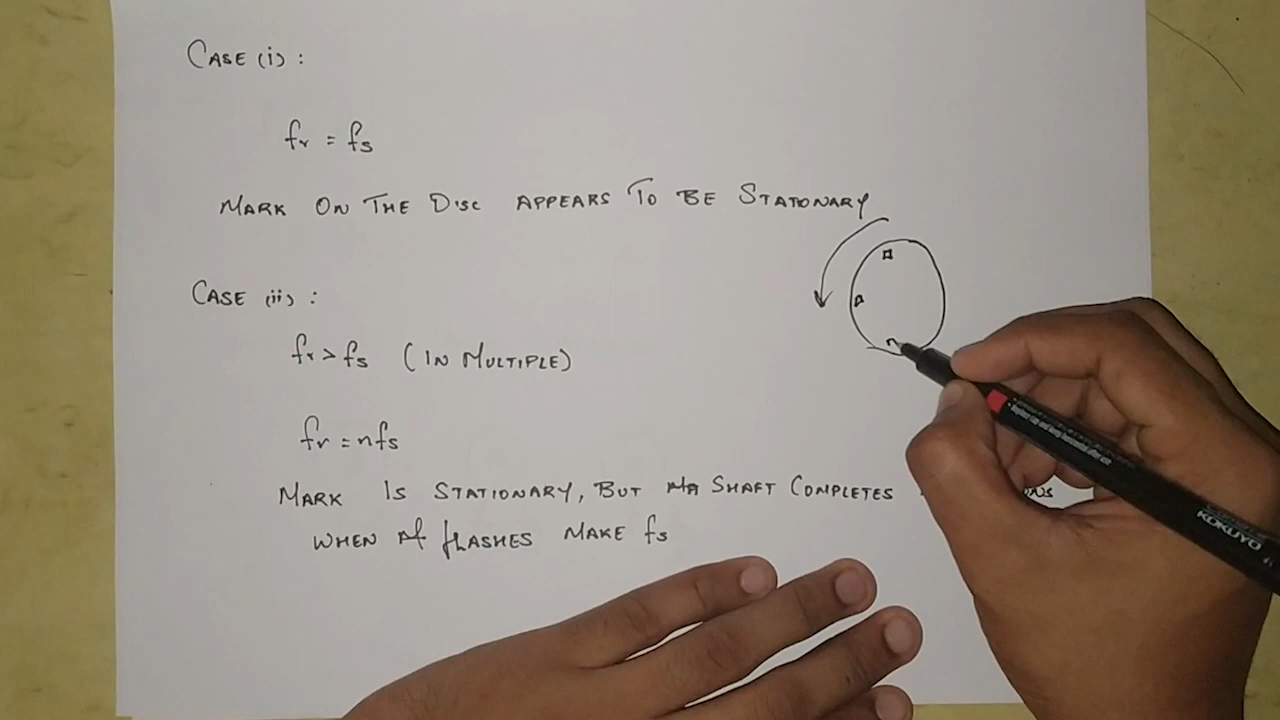 CASE (i) :
fr = fs
MARK ON THE DISC APPEARS TO BE STATIONARY
CASE (ii) :
fr > fs (IN MULTIPLE)
fr = nfs
MARK IS STATIONARY, BUT SHAFT COMPLETES
WHEN FLASHES MAKE fs
KOKUYO